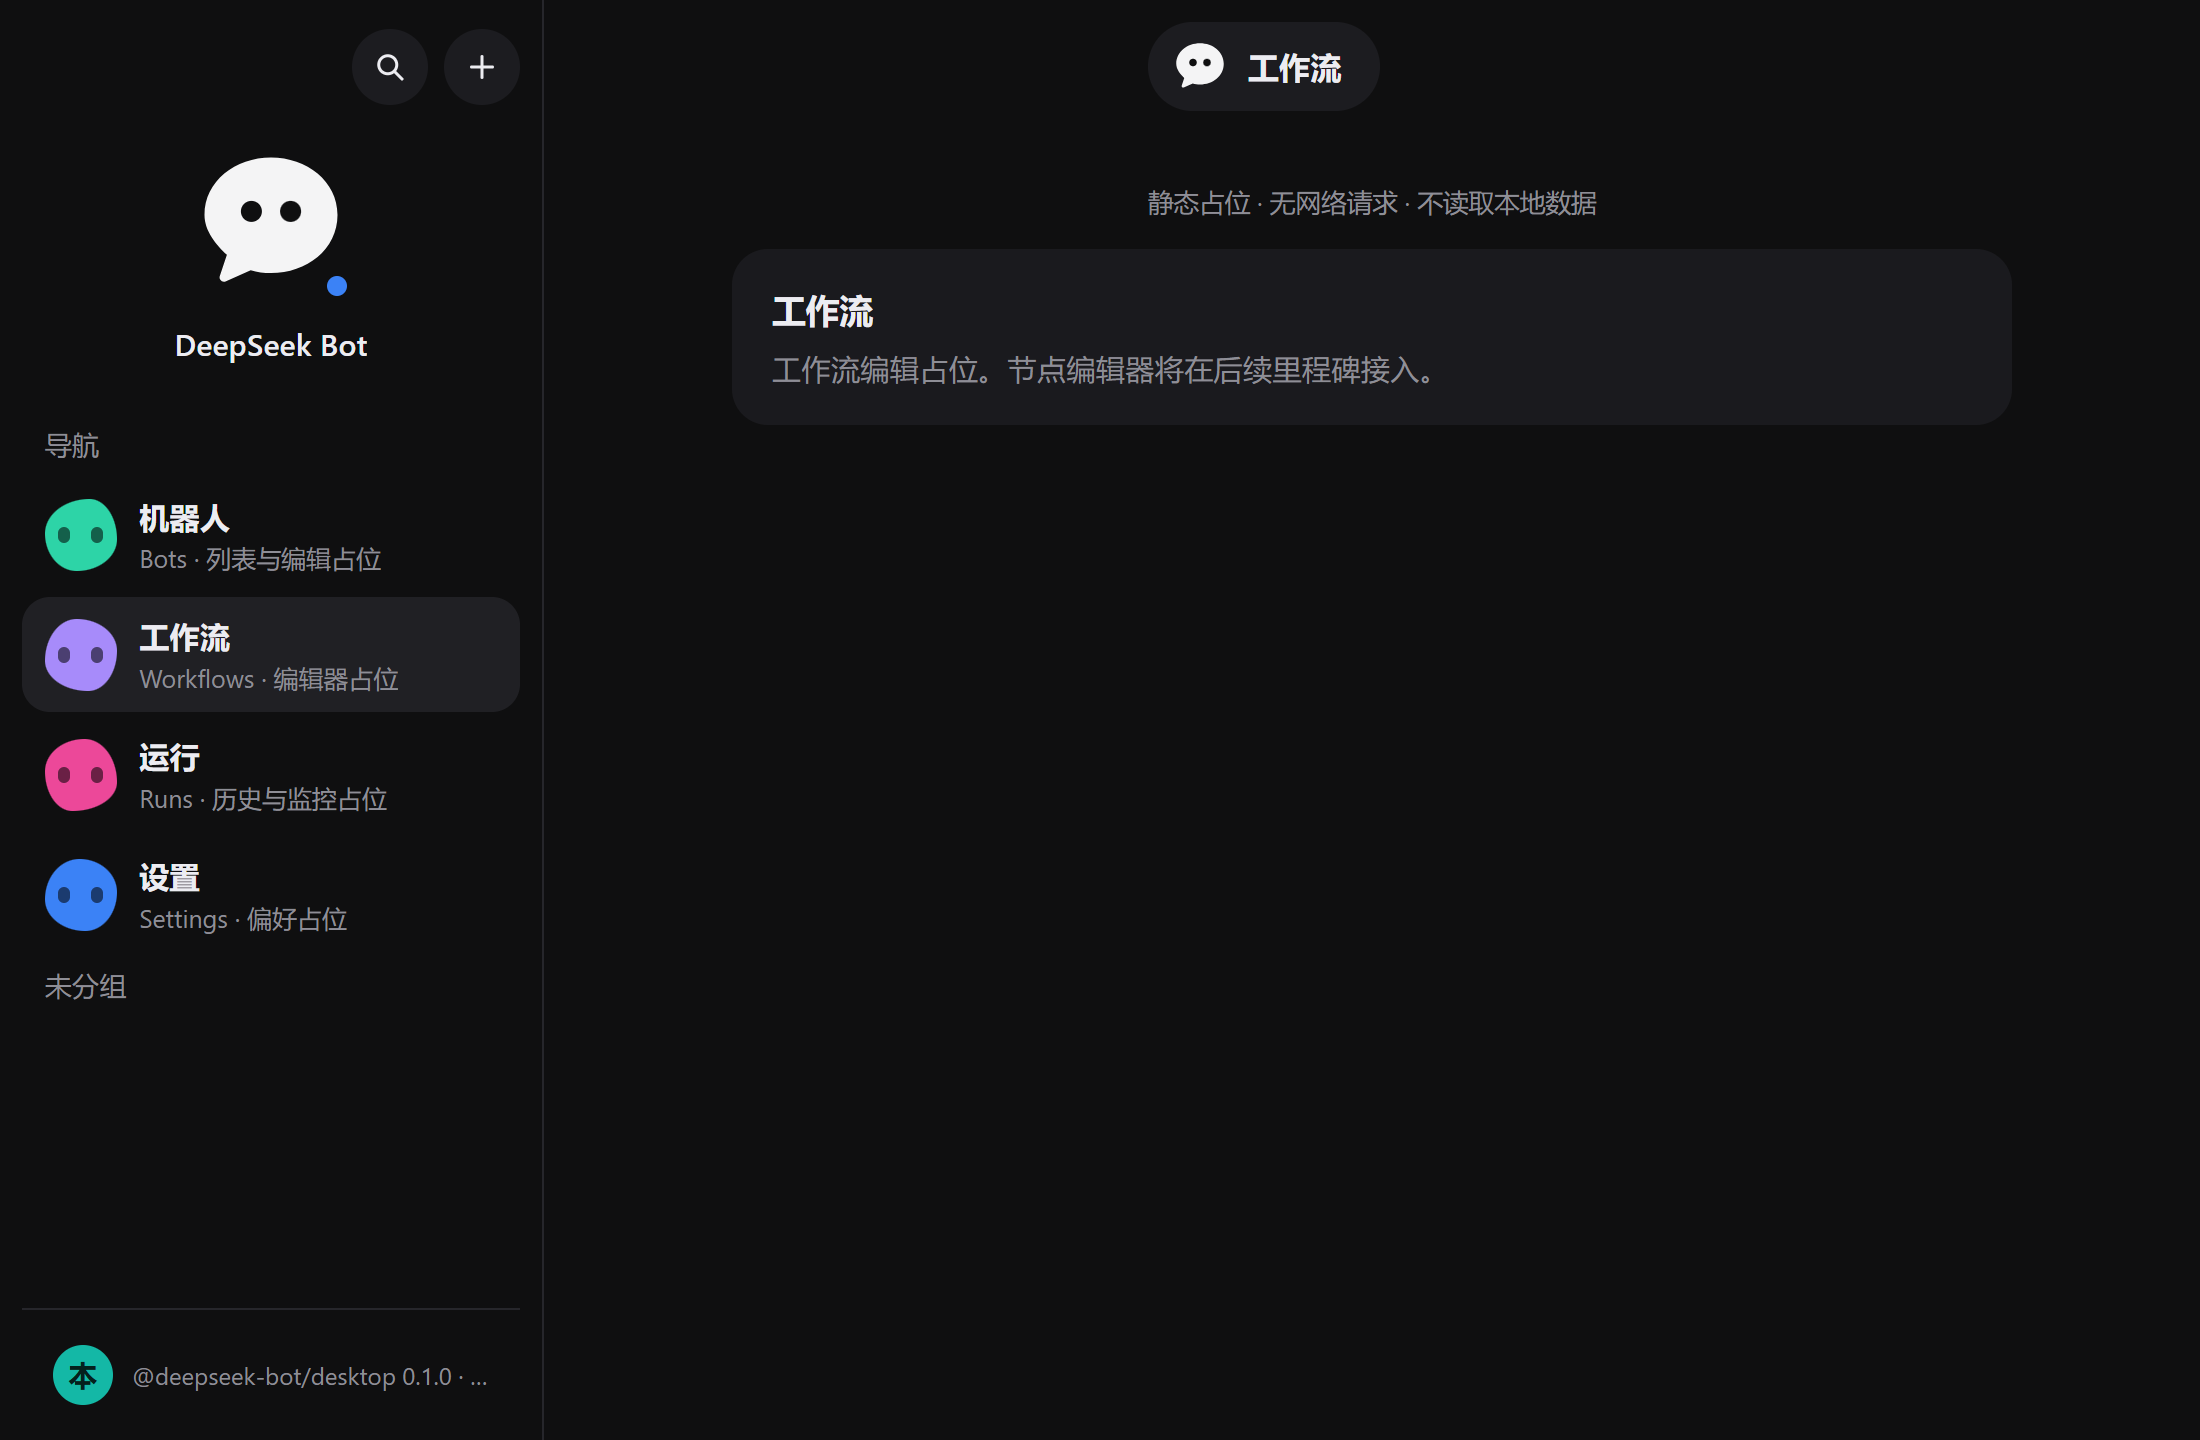 DeepSeek Bot
导航
机器人
Bots · 列表与编辑占位
工作流
Workflows · 编辑器占位
运行
Runs · 历史与监控占位
设置
Settings · 偏好占位
未分组
本
@deepseek-bot/desktop 0.1.0 · ...
工作流
静态占位 · 无网络请求 · 不读取本地数据
工作流
工作流编辑占位。节点编辑器将在后续里程碑接入。